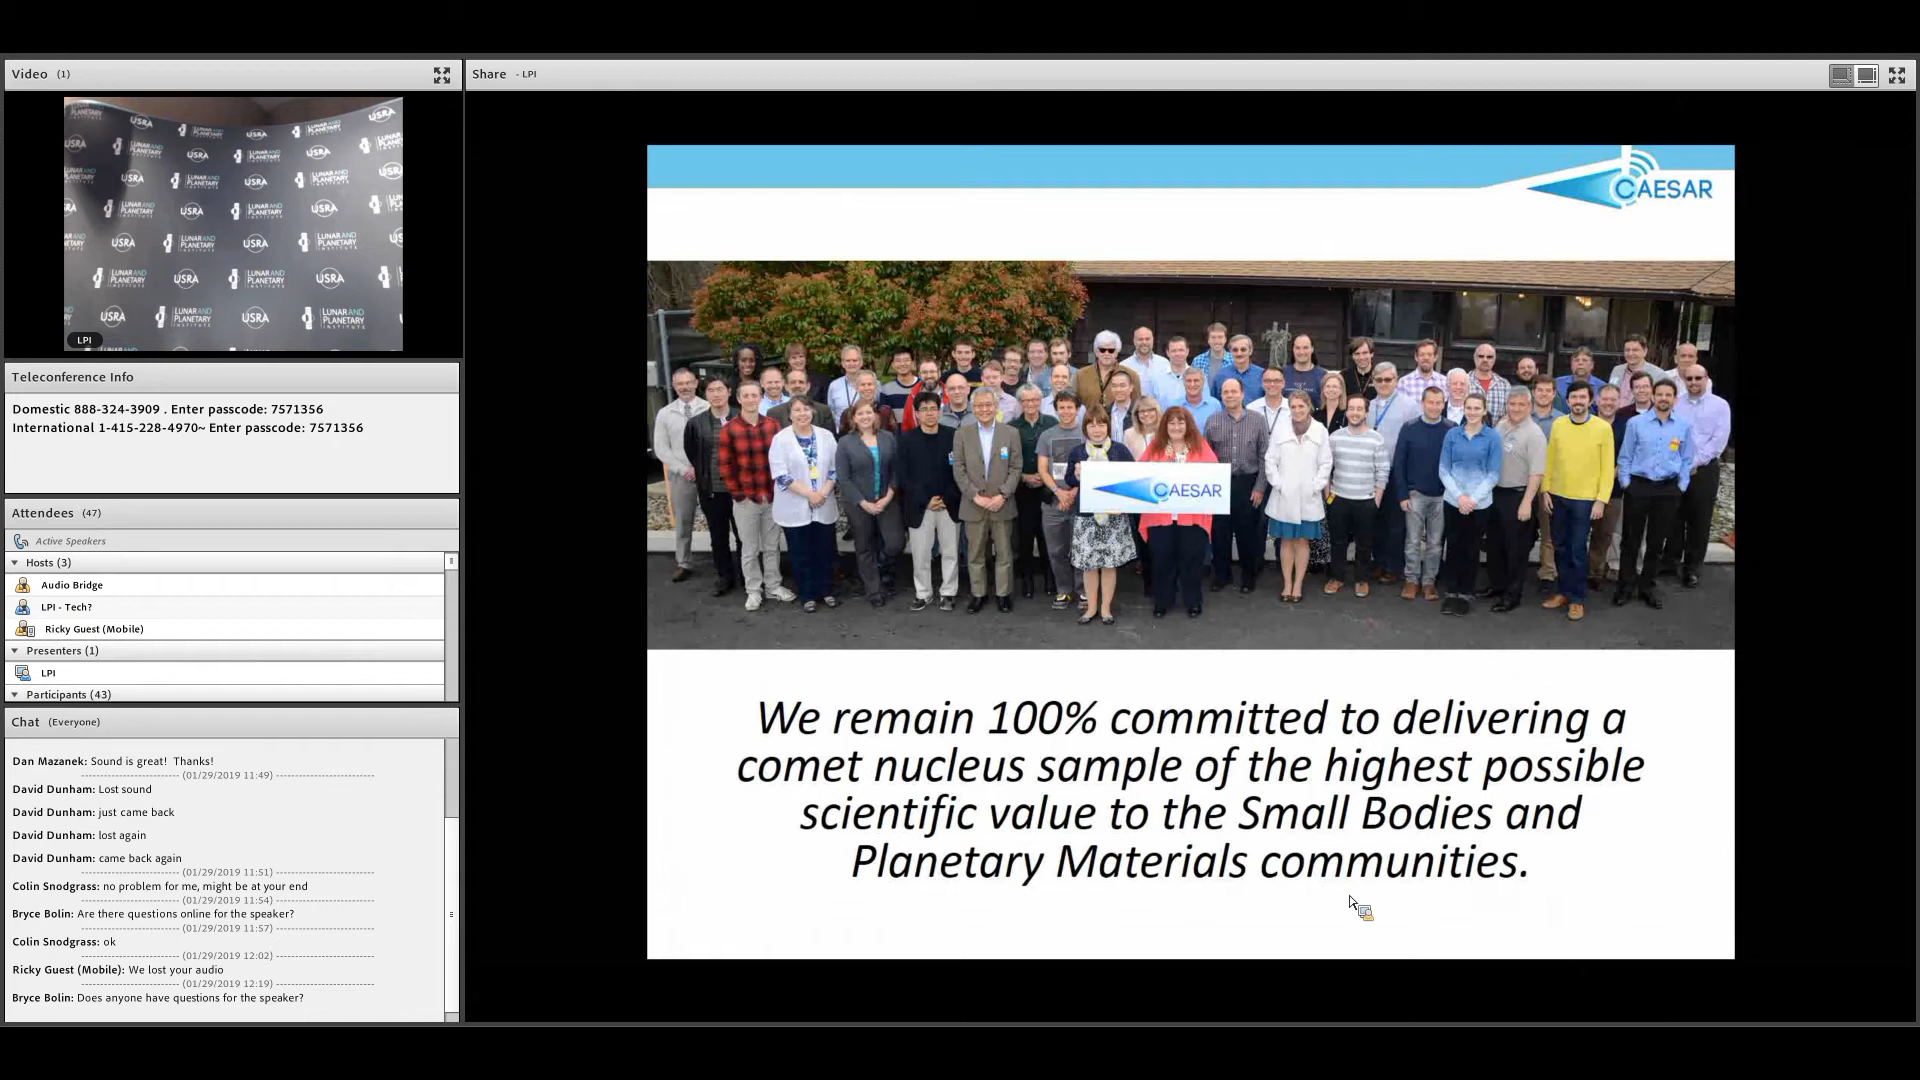 Video (1)
USRA
LUNAR AND PLANETARY INSTITUTE
LPI
Teleconference Info
Domestic 888-324-3909 . Enter passcode: 7571356
International 1-415-228-4970~ Enter passcode: 7571356
Attendees (47)
Active Speakers
Hosts (3)
Audio Bridge
LPI - Tech?
Ricky Guest (Mobile)
Presenters (1)
LPI
Participants (43)
Chat (Everyone)
Dan Mazanek: Sound is great! Thanks!
(01/29/2019 11:49)
David Dunham: Lost sound
David Dunham: just came back
David Dunham: lost again
David Dunham: came back again
(01/29/2019 11:51)
Colin Snodgrass: no problem for me, might be at your end
(01/29/2019 11:54)
Bryce Bolin: Are there questions online for the speaker?
(01/29/2019 11:57)
Colin Snodgrass: ok
(01/29/2019 12:02)
Ricky Guest (Mobile): We lost your audio
(01/29/2019 12:19)
Bryce Bolin: Does anyone have questions for the speaker?
Share - LPI
CAESAR
CAESAR
We remain 100% committed to delivering a
comet nucleus sample of the highest possible
scientific value to the Small Bodies and
Planetary Materials communities.